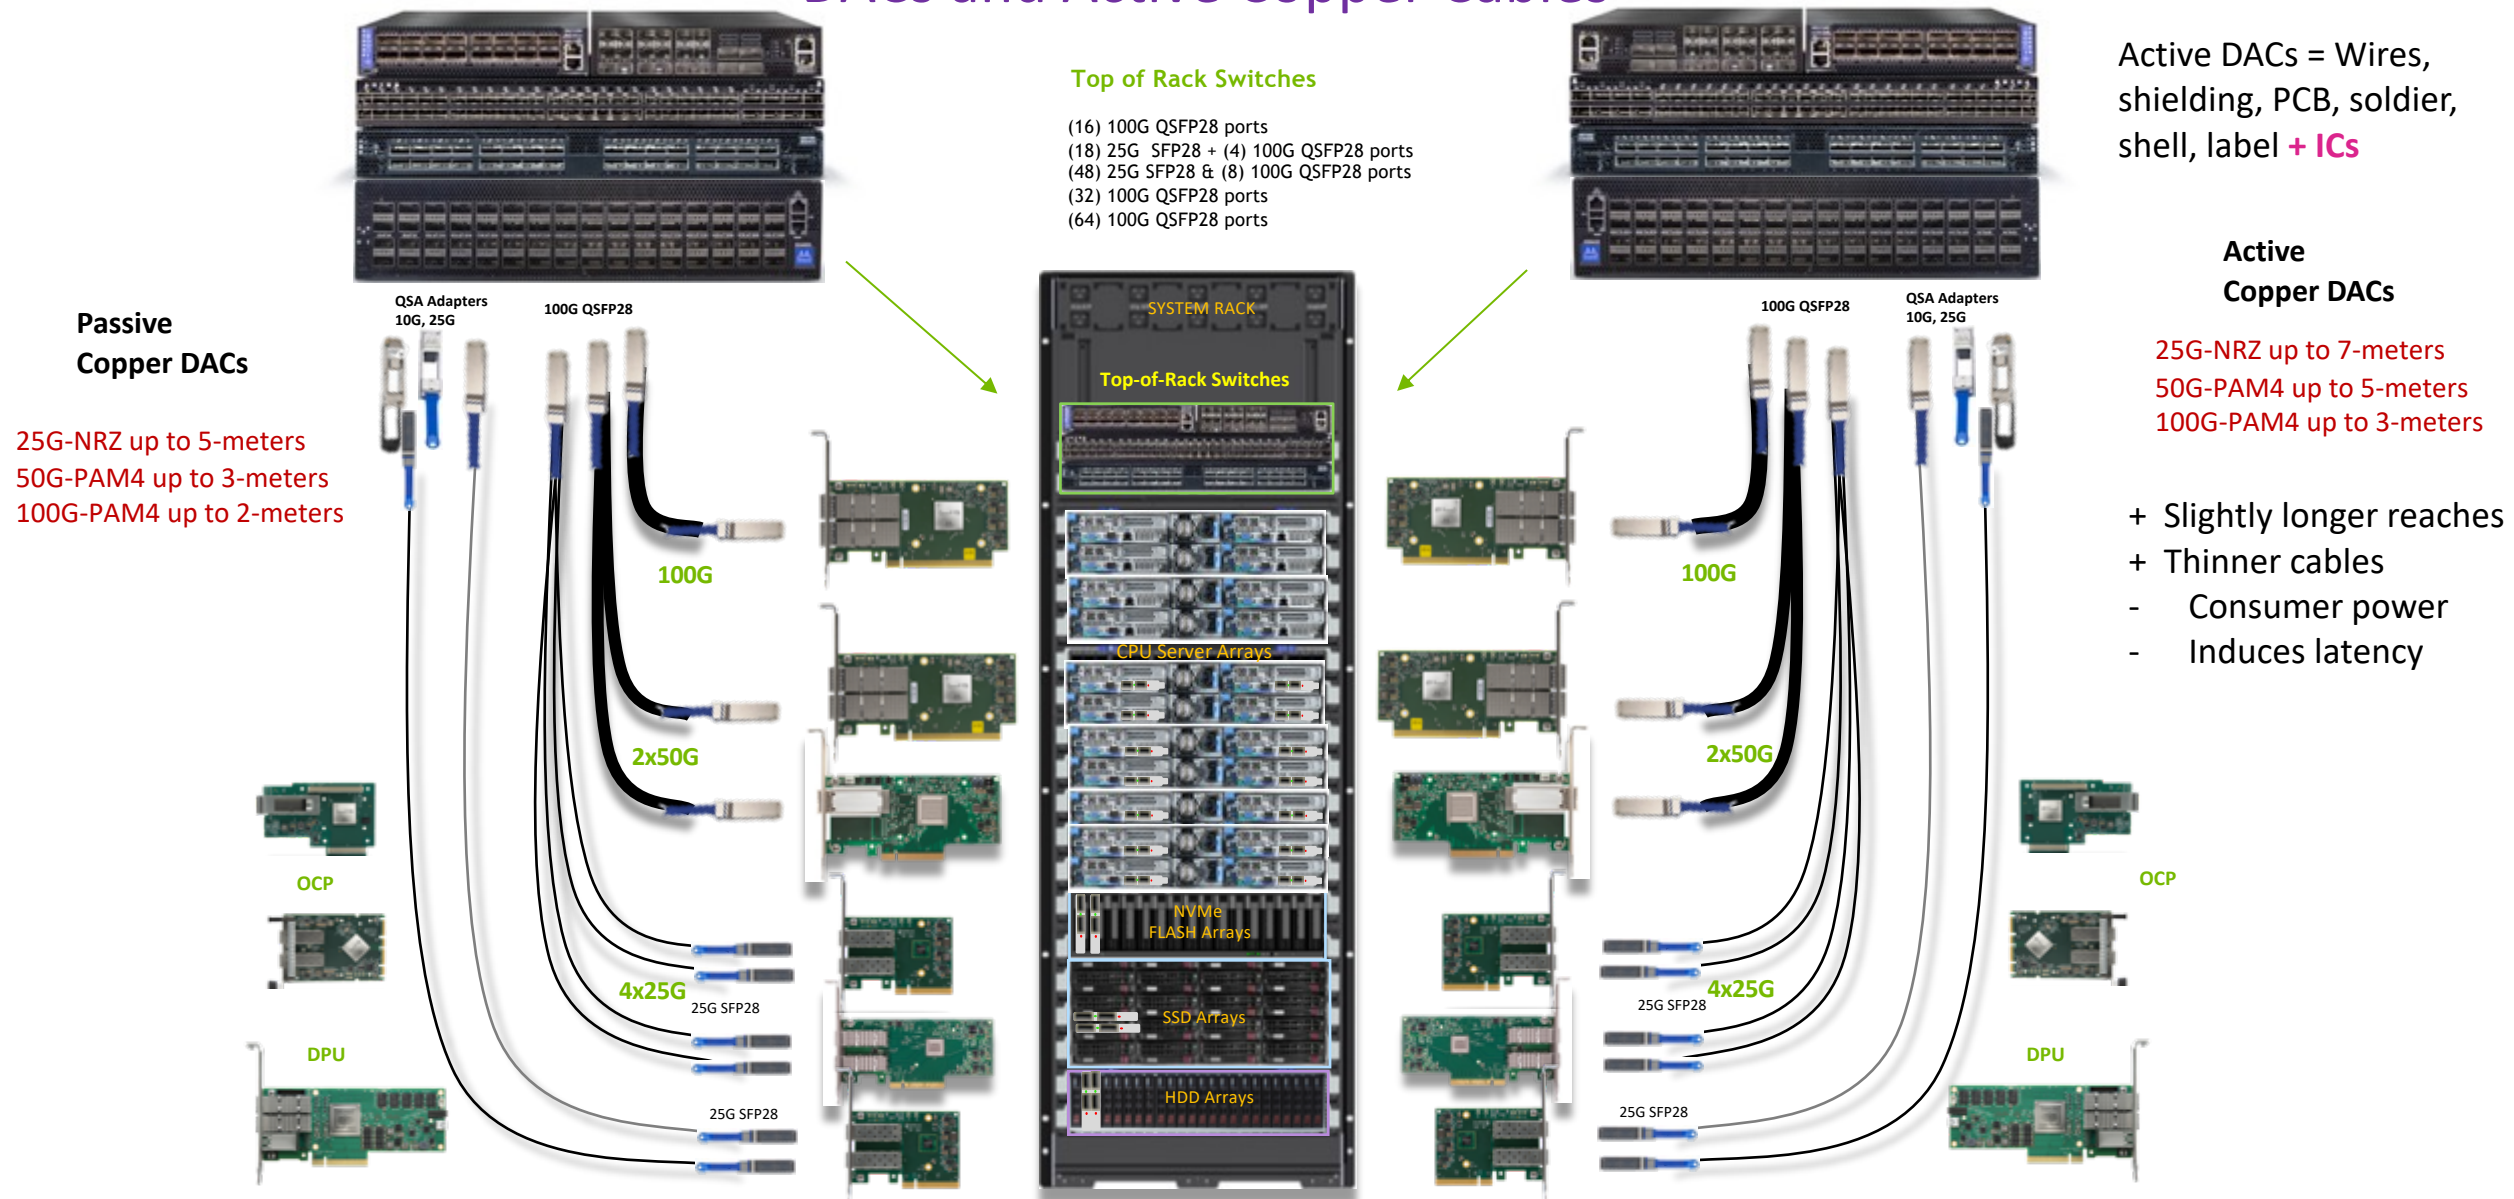 DACs and Active Copper Cables
Top of Rack Switches
(16) 100G QSFP28 ports
(18) 25G  SFP28 + (4) 100G QSFP28 ports
(48) 25G SFP28 & (8) 100G QSFP28 ports
(32) 100G QSFP28 ports
(64) 100G QSFP28 ports
Active DACs = Wires,
shielding, PCB, soldier,
shell, label + ICs
Passive
Copper DACs
25G-NRZ up to 5-meters
50G-PAM4 up to 3-meters
100G-PAM4 up to 2-meters
QSA Adapters
10G, 25G
100G QSFP28
100G
2x50G
4x25G
25G SFP28
25G SFP28
OCP
DPU
SYSTEM RACK
Top-of-Rack Switches
CPU Server Arrays
NVMe
FLASH Arrays
SSD Arrays
HDD Arrays
100G QSFP28
QSA Adapters
10G, 25G
100G
2x50G
4x25G
25G SFP28
25G SFP28
OCP
DPU
Active
Copper DACs
25G-NRZ up to 7-meters
50G-PAM4 up to 5-meters
100G-PAM4 up to 3-meters
+ Slightly longer reaches
+ Thinner cables
- Consumer power
- Induces latency